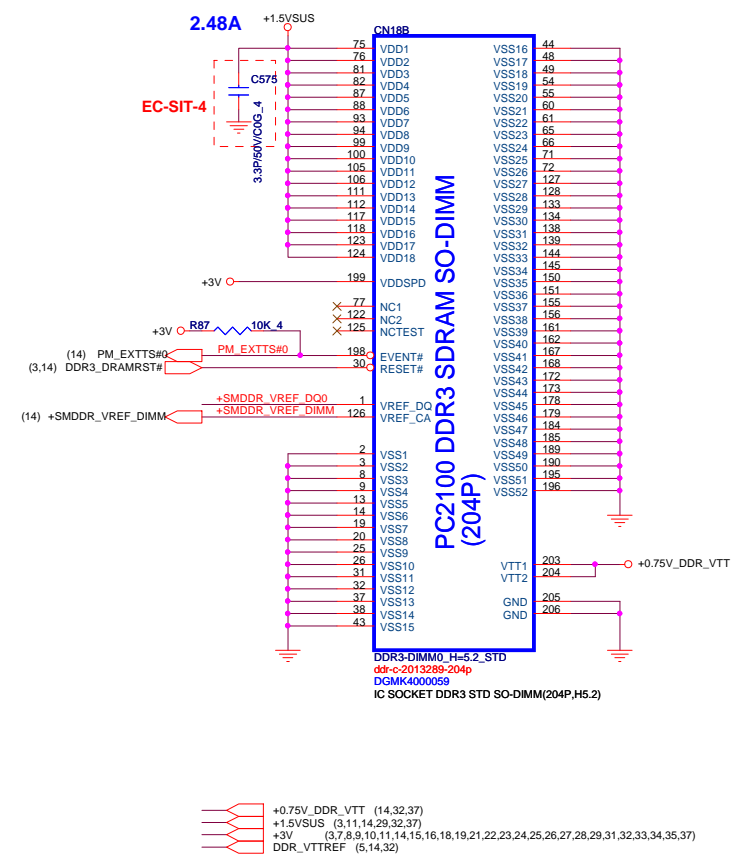 2.48A
+1.5VSUS
CN18B
C575
3.3P/50V/C0G_4
EC-SIT-4
75 VDD1
76 VDD2
81 VDD3
82 VDD4
87 VDD5
88 VDD6
93 VDD7
94 VDD8
99 VDD9
100 VDD10
105 VDD11
106 VDD12
111 VDD13
112 VDD14
117 VDD15
118 VDD16
123 VDD17
124 VDD18
+3V 199 VDDSPD
77 NC1
122 NC2
125 NCTEST
+3V R87 10K_4
(14) PM_EXTTS#0 PM_EXTTS#0 198 EVENT#
(3,14) DDR3_DRAMRST# 30 RESET#
+SMDDR_VREF_DQ0 1 VREF_DQ
(14) +SMDDR_VREF_DIMM +SMDDR_VREF_DIMM 126 VREF_CA
2 VSS1
3 VSS2
8 VSS3
9 VSS4
13 VSS5
14 VSS6
19 VSS7
20 VSS8
25 VSS9
26 VSS10
31 VSS11
32 VSS12
37 VSS13
38 VSS14
43 VSS15
PC2100 DDR3 SDRAM SO-DIMM
(204P)
VSS16 44
VSS17 48
VSS18 49
VSS19 54
VSS20 55
VSS21 60
VSS22 61
VSS23 65
VSS24 66
VSS25 71
VSS26 72
VSS27 127
VSS28 128
VSS29 133
VSS30 134
VSS31 138
VSS32 139
VSS33 144
VSS34 145
VSS35 150
VSS36 151
VSS37 155
VSS38 156
VSS39 161
VSS40 162
VSS41 167
VSS42 168
VSS43 172
VSS44 173
VSS45 178
VSS46 179
VSS47 184
VSS48 185
VSS49 189
VSS50 190
VSS51 195
VSS52 196
VTT1 203 +0.75V_DDR_VTT
VTT2 204
GND 205
GND 206
DDR3-DIMM0_H=5.2_STD
ddr-c-2013289-204p
DGMK4000059
IC SOCKET DDR3 STD SO-DIMM(204P,H5.2)
+0.75V_DDR_VTT (14,32,37)
+1.5VSUS (3,11,14,29,32,37)
+3V (3,7,8,9,10,11,14,15,16,18,19,21,22,23,24,25,26,27,28,29,31,32,33,34,35,37)
DDR_VTTREF (5,14,32)